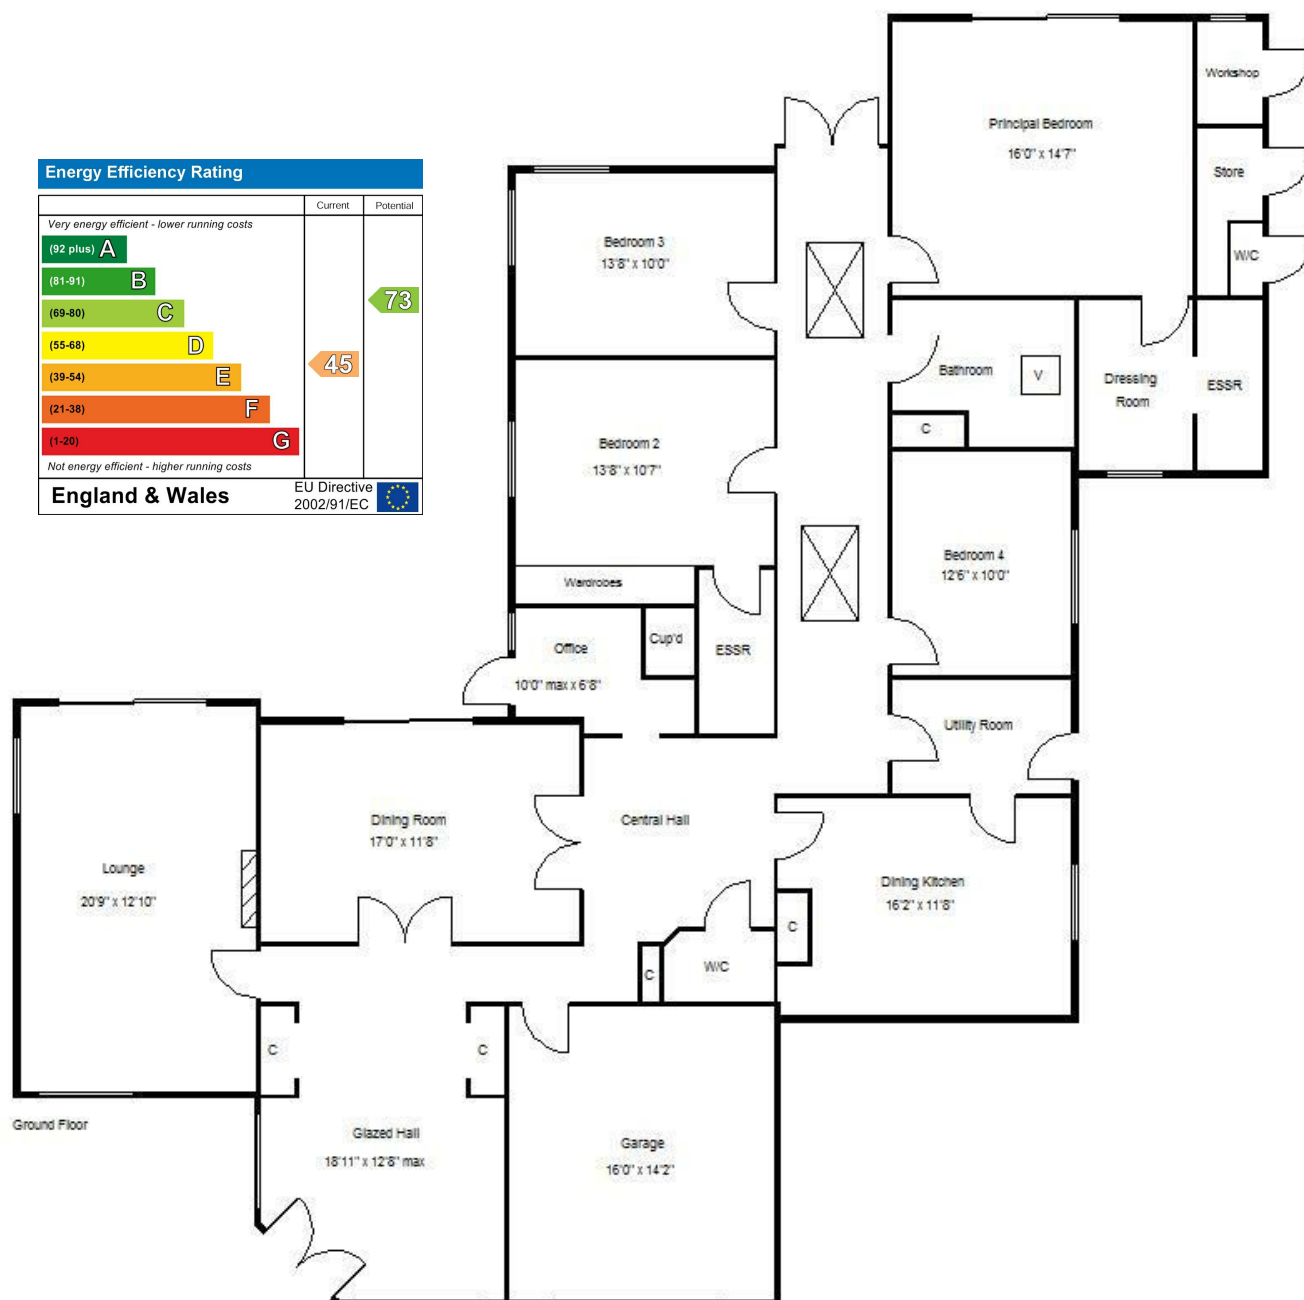 Energy Efficiency Rating
Current
Potential
Very energy efficient - lower running costs
(92 plus) A
(81-91) B
(69-80) C
(55-68) D
(39-54) E
(21-38) F
(1-20) G
45
73
Not energy efficient - higher running costs
England & Wales
EU Directive
2002/91/EC
Principal Bedroom
16'0" x 14'7"
Workshop
Store
W/C
Bedroom 3
13'8" x 10'0"
Bathroom
V
C
Dressing
Room
ESSR
Bedroom 2
13'8" x 10'7"
Wardrobes
Bedroom 4
12'6" x 10'0"
Office
10'0" max x 6'8"
Cup'd
ESSR
Utility Room
Dining Room
17'0" x 11'8"
Central Hall
Lounge
20'9" x 12'10"
Dining Kitchen
16'2" x 11'8"
C
W/C
C
C
C
Ground Floor
Glazed Hall
18'11" x 12'8" max
Garage
16'0" x 14'2"